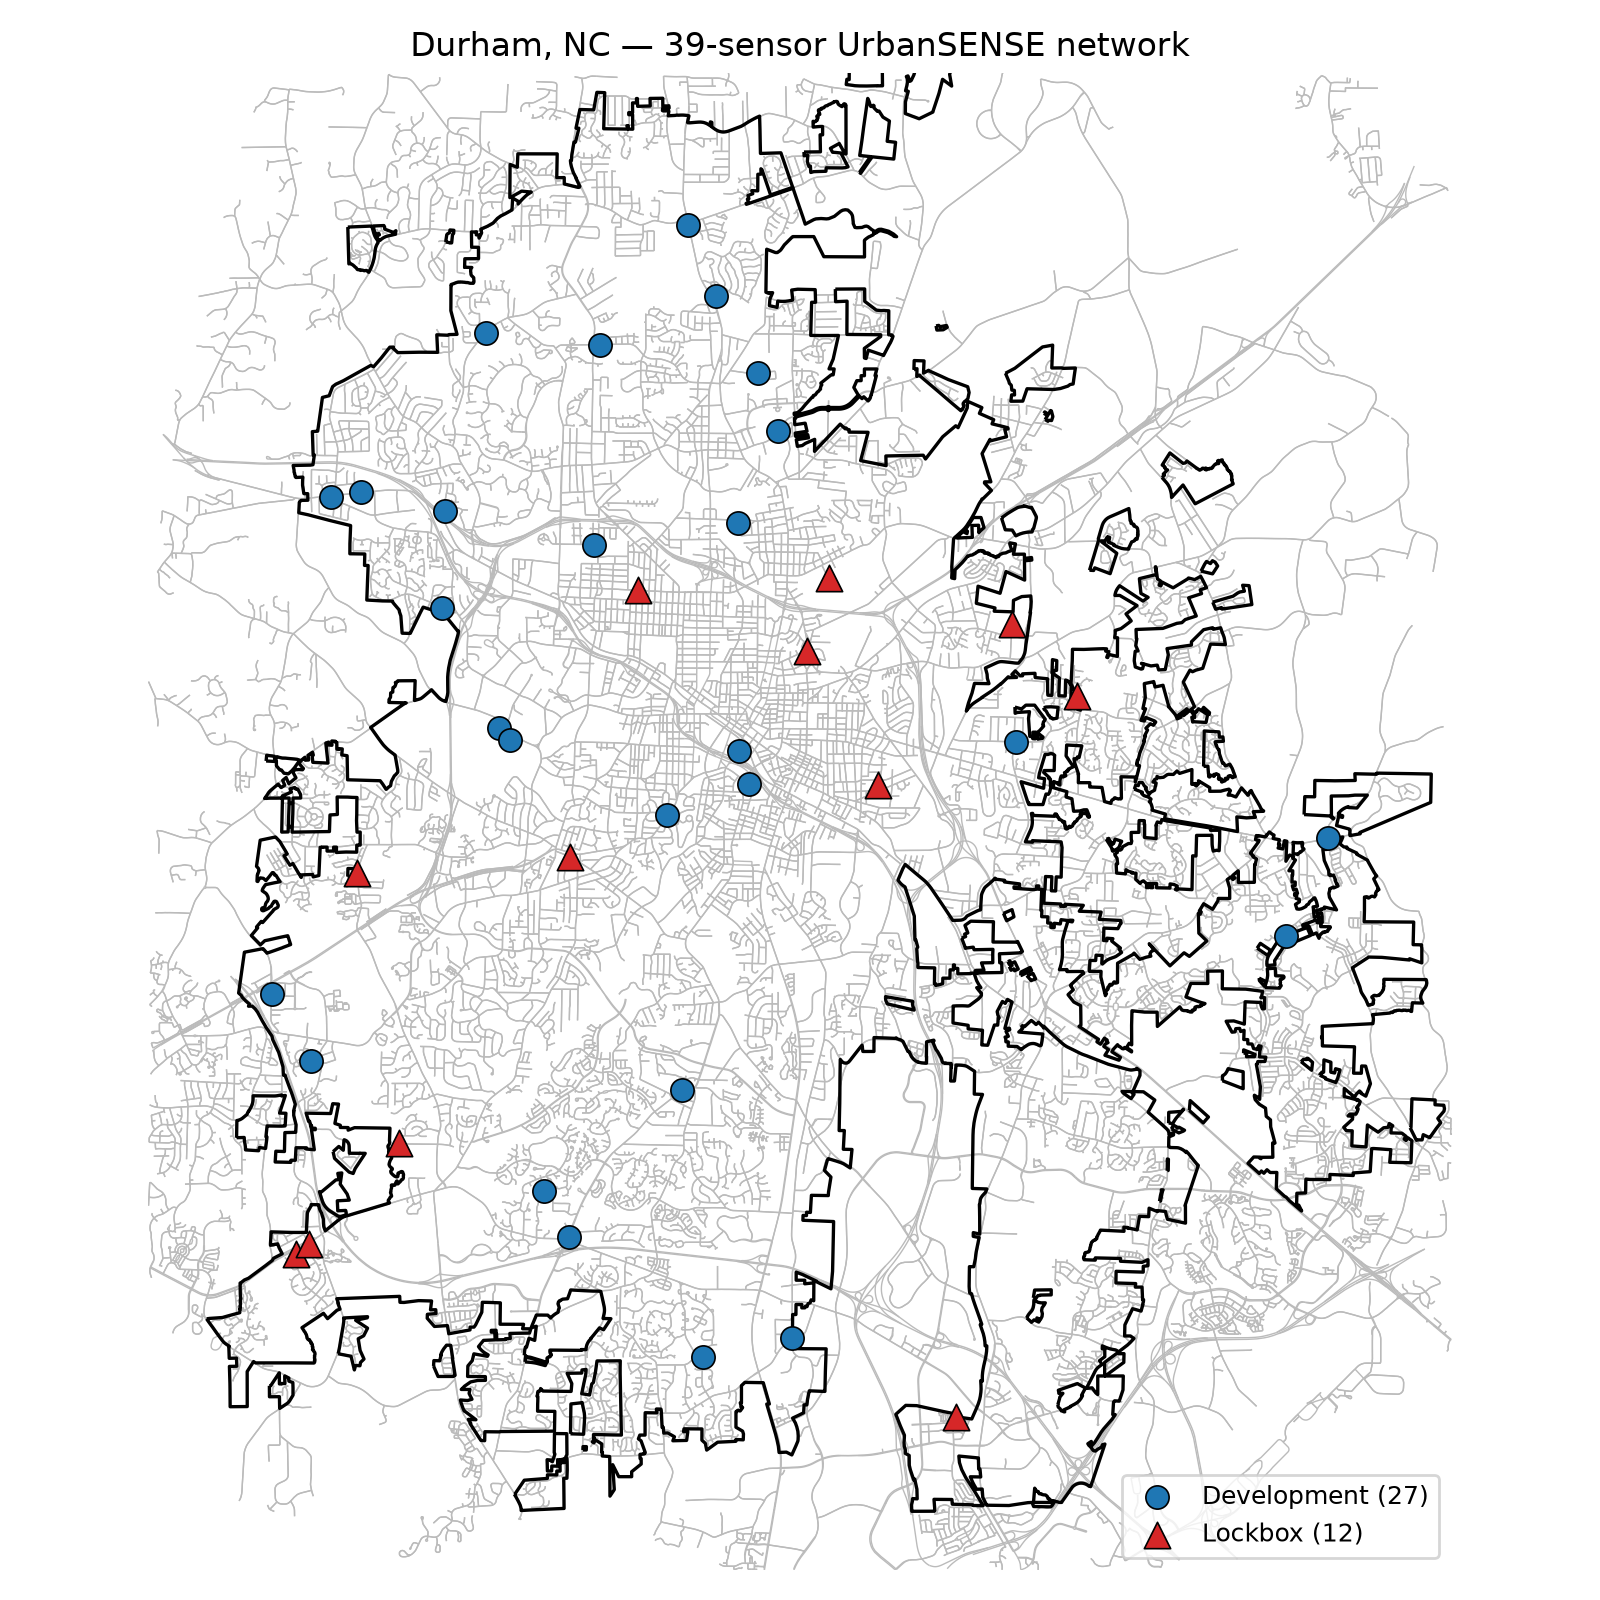 Durham, NC — 39-sensor UrbanSENSE network
Development (27)
Lockbox (12)